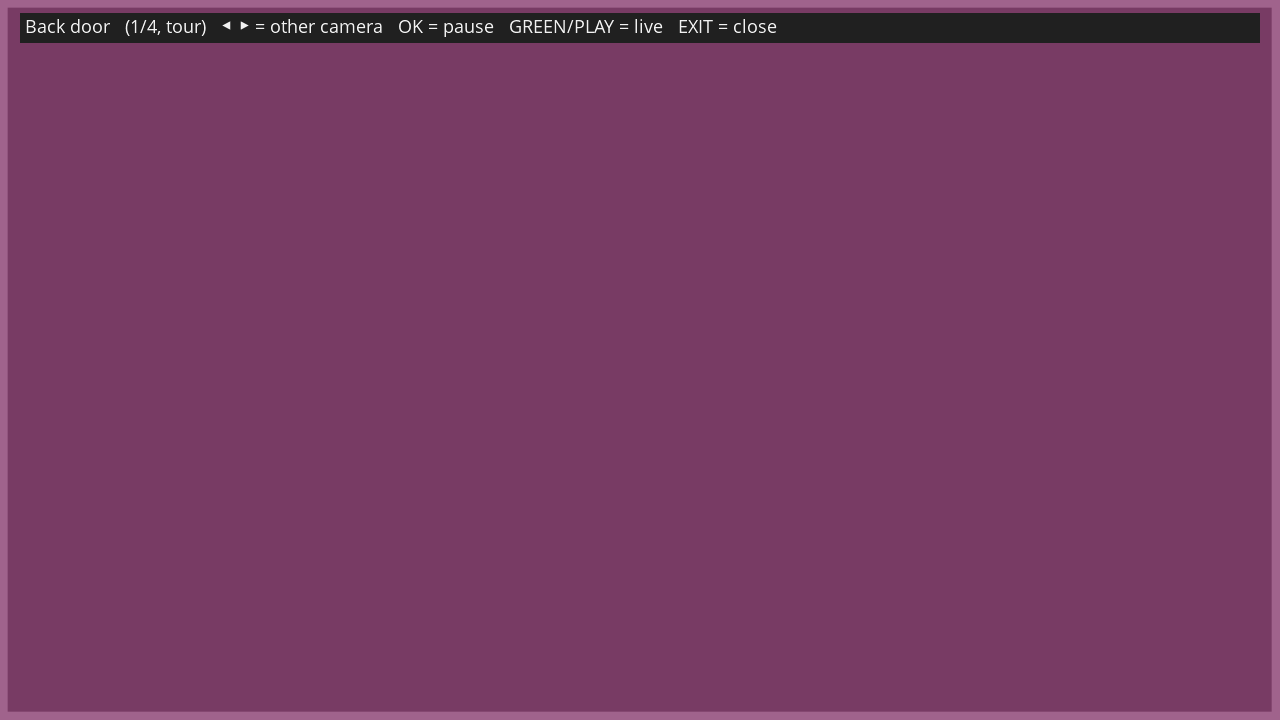 Back door (1/4, tour) ◄ ► = other camera OK = pause GREEN/PLAY = live EXIT = close